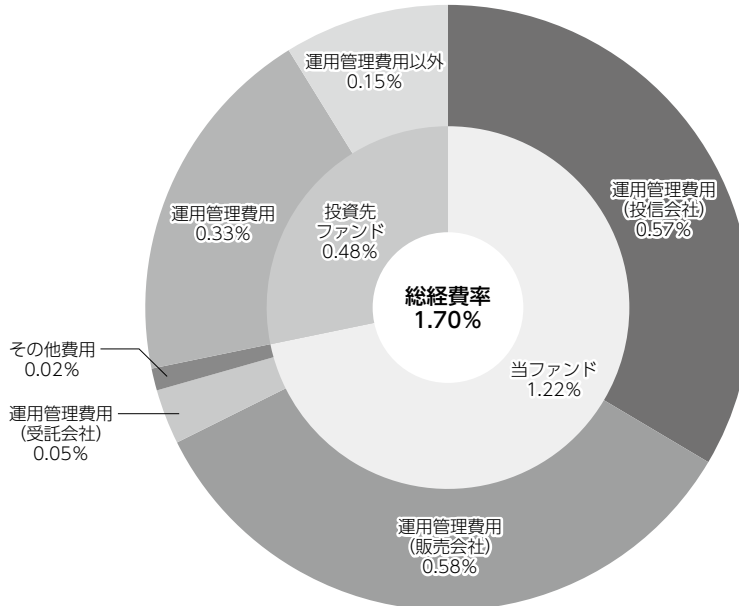 運用管理費用以外
0.15%
運用管理費用
(投信会社)
0.57%
運用管理費用
0.33%
投資先
ファンド
0.48%
総経費率
1.70%
当ファンド
1.22%
その他費用
0.02%
運用管理費用
(受託会社)
0.05%
運用管理費用
(販売会社)
0.58%